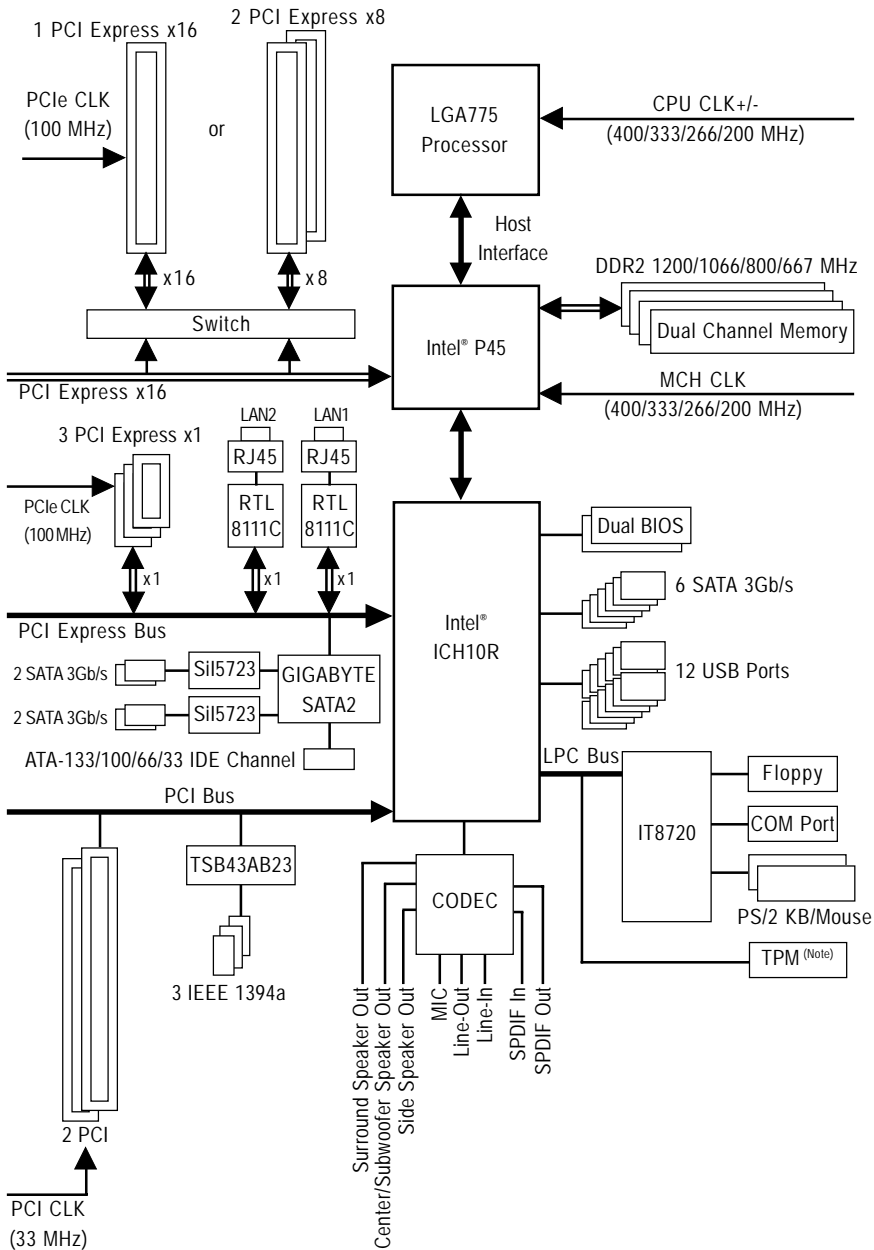 1 PCI Express x16
2 PCI Express x8
PCIe CLK
(100 MHz)
or
x16
x8
Switch
PCI Express x16
LGA775
Processor
CPU CLK+/-
(400/333/266/200 MHz)
Host
Interface
DDR2 1200/1066/800/667 MHz
Dual Channel Memory
Intel® P45
MCH CLK
(400/333/266/200 MHz)
3 PCI Express x1
LAN2
LAN1
RJ45
RJ45
RTL
8111C
RTL
8111C
PCIe CLK
(100 MHz)
x1
x1
x1
PCI Express Bus
Intel®
ICH10R
Dual BIOS
6 SATA 3Gb/s
12 USB Ports
2 SATA 3Gb/s
SiI5723
GIGABYTE
SATA2
2 SATA 3Gb/s
SiI5723
ATA-133/100/66/33 IDE Channel
LPC Bus
IT8720
Floppy
COM Port
PS/2 KB/Mouse
TPM (Note)
PCI Bus
TSB43AB23
3 IEEE 1394a
CODEC
Surround Speaker Out
Center/Subwoofer Speaker Out
Side Speaker Out
MIC
Line-Out
Line-In
SPDIF In
SPDIF Out
2 PCI
PCI CLK
(33 MHz)